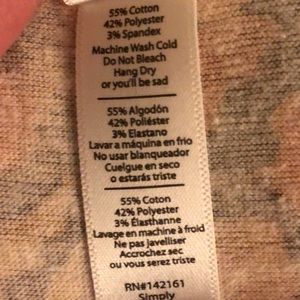 55% Cotton
42% Polyester
3% Spandex
Machine Wash Cold
Do Not Bleach
Hang Dry
or you'll be sad
55% Algodón
42% Poliéster
3% Elastano
Lavar a máquina en frio
No usar blanqueador
Cuelgue en seco
o estarás triste
55% Coton
42% Polyester
3% Élasthanne
Lavage en machine à froid
Ne pas javelliser
Accrochez sec
ou vous serez triste
RN#142161
Simply